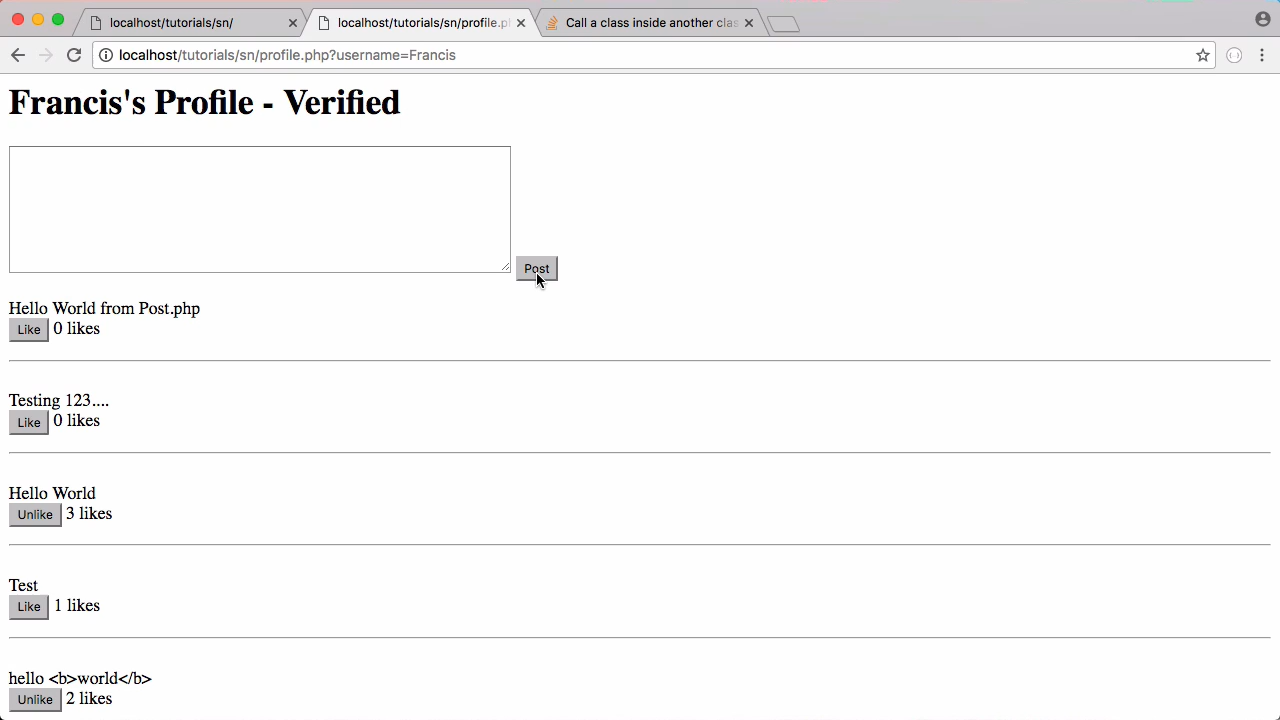 localhost/tutorials/sn/
localhost/tutorials/sn/profile.p
Call a class inside another clas
localhost/tutorials/sn/profile.php?username=Francis
Francis's Profile - Verified
Post
Hello World from Post.php
Like 0 likes
Testing 123....
Like 0 likes
Hello World
Unlike 3 likes
Test
Like 1 likes
hello <b>world</b>
Unlike 2 likes